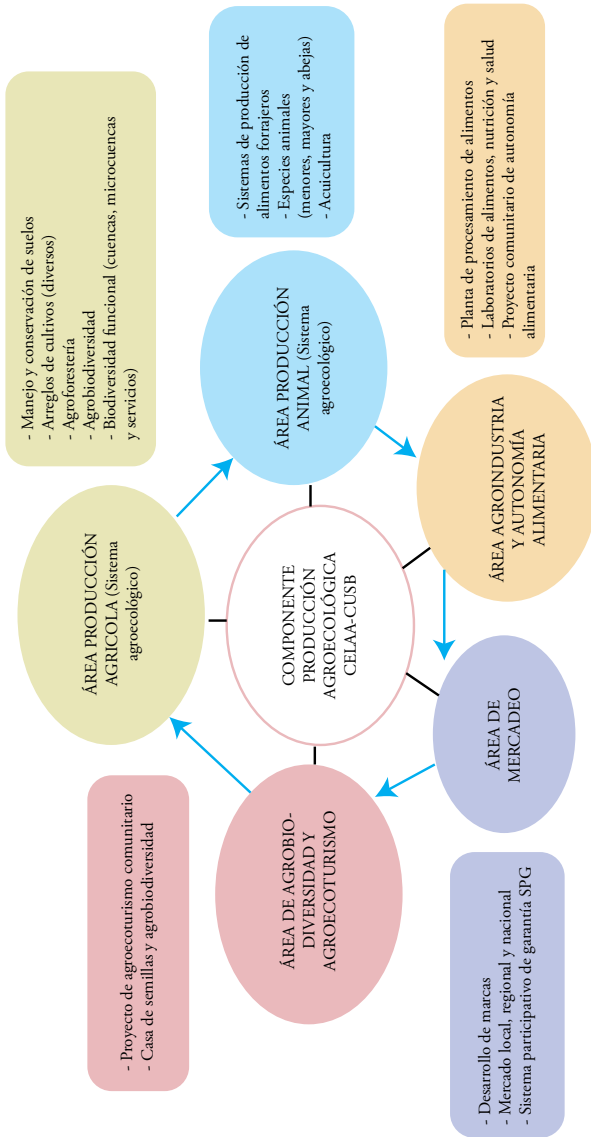 - Manejo y conservación de suelos
- Arreglos de cultivos (diversos)
- Agroforestería
- Agrobiodiversidad
- Biodiversidad funcional (cuencas, microcuencas
y servicios)
ÁREA PRODUCCIÓN
AGRICOLA (Sistema
agroecológico)
- Proyecto de agroecoturismo comunitario
- Casa de semillas y agrobiodiversidad
- Sistemas de producción de
alimentos forrajeros
- Especies animales
(menores, mayores y abejas)
- Acuicultura
ÁREA PRODUCCIÓN
ANIMAL (Sistema
agroecológico)
COMPONENTE
PRODUCCIÓN
AGROECOLÓGICA
CELAA-CUSB
ÁREA DE AGROBIO-
DIVERSIDAD Y
AGROECOTURISMO
ÁREA AGROINDUSTRIA
Y AUTONOMÍA
ALIMENTARIA
ÁREA DE
MERCADEO
- Planta de procesamiento de alimentos
- Laboratorios de alimentos, nutrición y salud
- Proyecto comunitario de autonomía
alimentaria
- Desarrollo de marcas
- Mercado local, regional y nacional
- Sistema participativo de garantía SPG